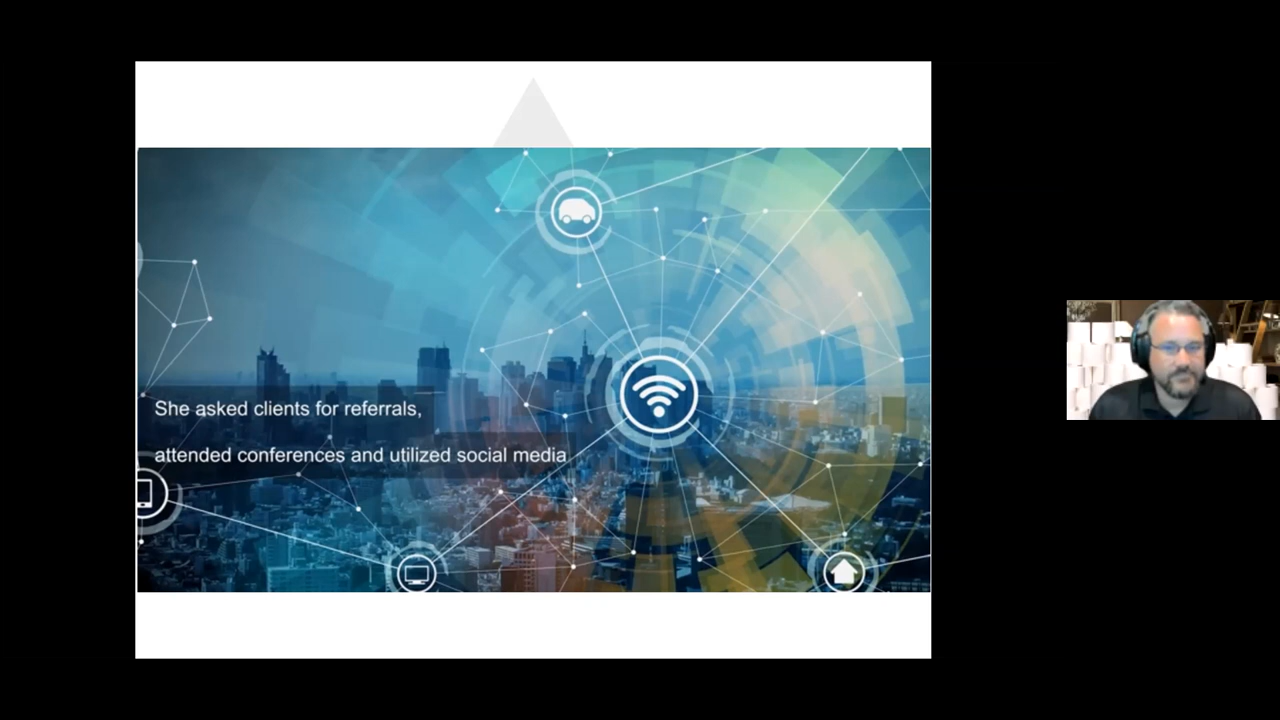 She asked clients for referrals,
attended conferences and utilized social media